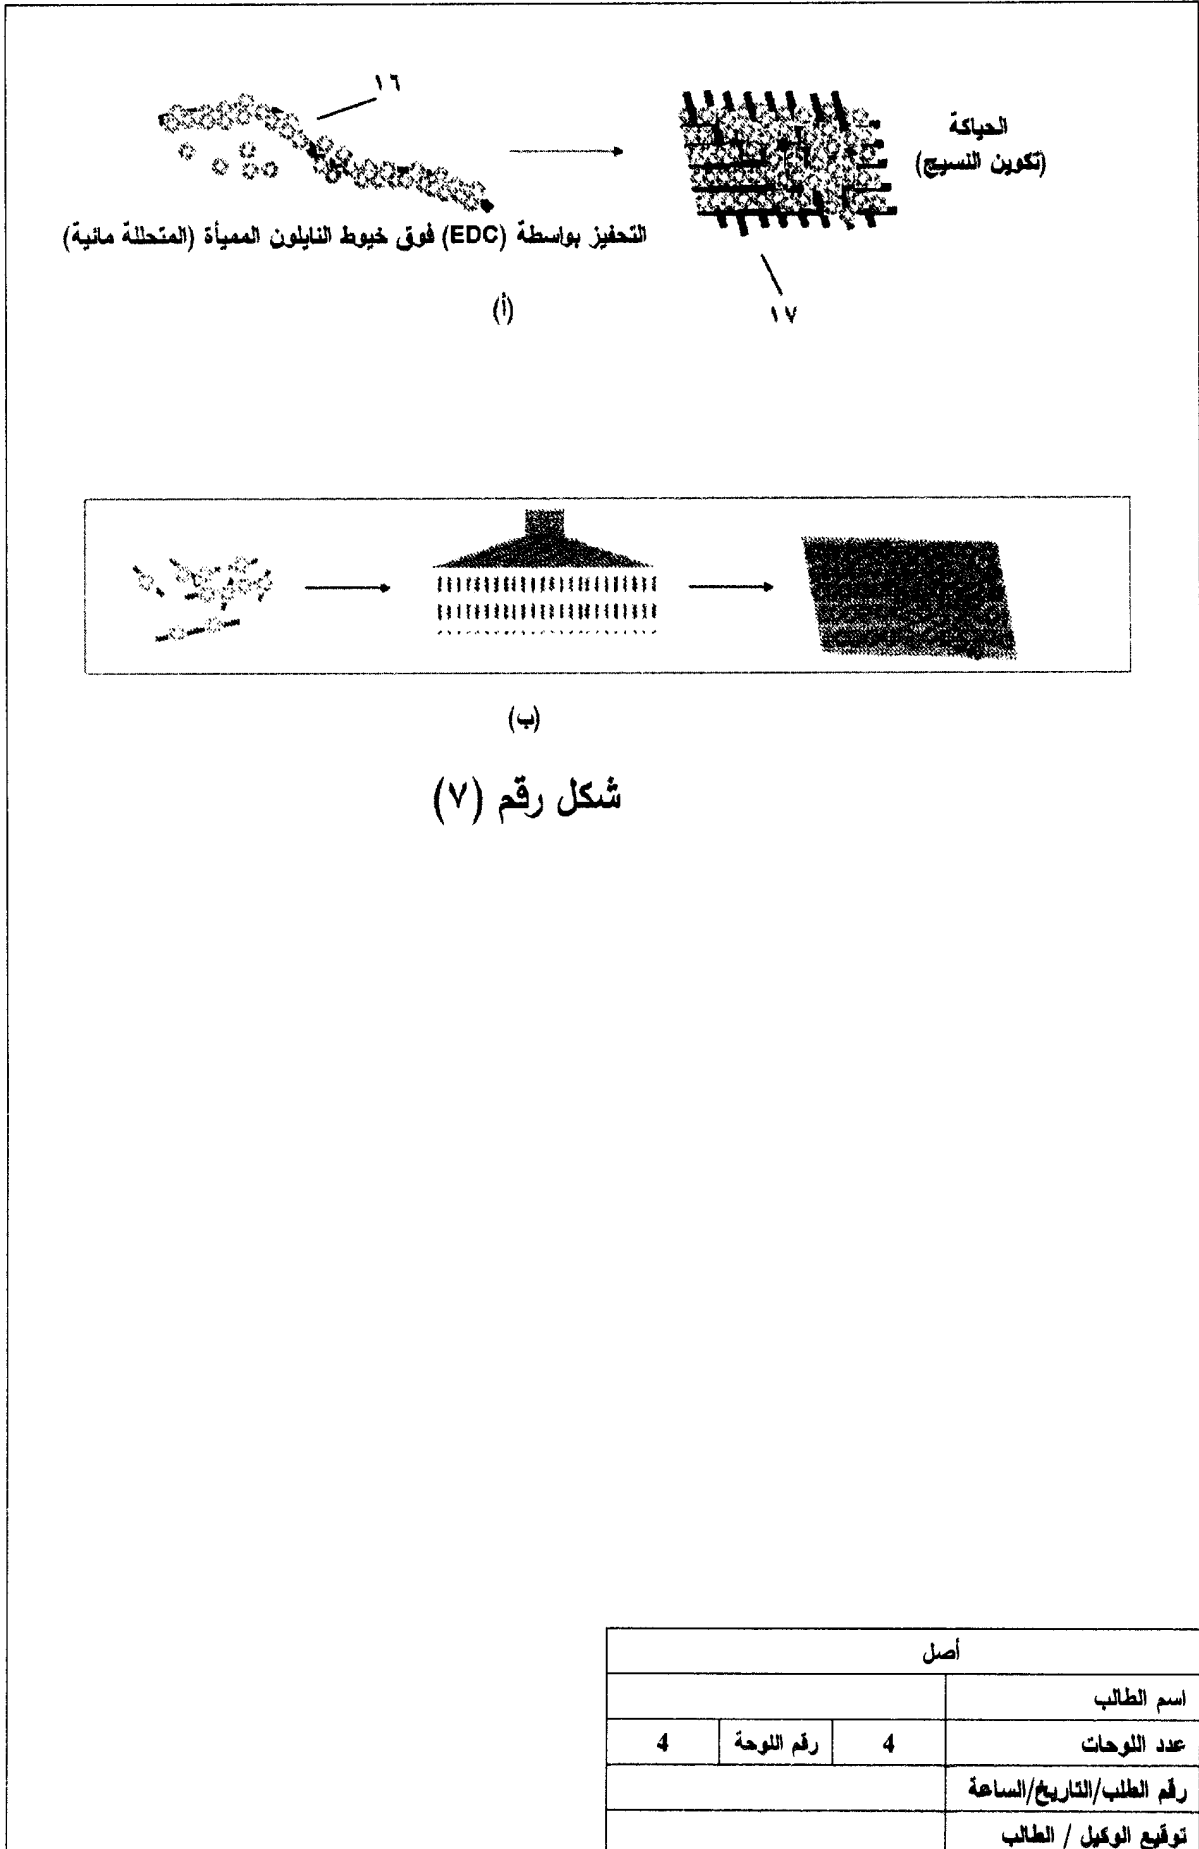 ١٦
الحياكة
(تكوين النسيج)
التحفيز بواسطة (EDC) فوق خيوط النايلون المميأة (المتحللة مائية)
(أ)
١٧
(ب)
شكل رقم (٧)
أصل
اسم الطالب
عدد اللوحات 4 رقم اللوحة 4
رقم الطلب/التاريخ/الساعة
توقيع الوكيل / الطالب